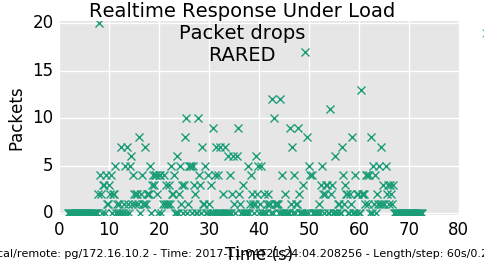 Realtime Response Under Load
Packet drops
RARED
Packets
20
15
10
5
0
0 10 20 30 40 50 60 70 80
Time (s)
cal/remote: pg/172.16.10.2 - Time: 2017-11-04T21:24:04.208256 - Length/step: 60s/0.2